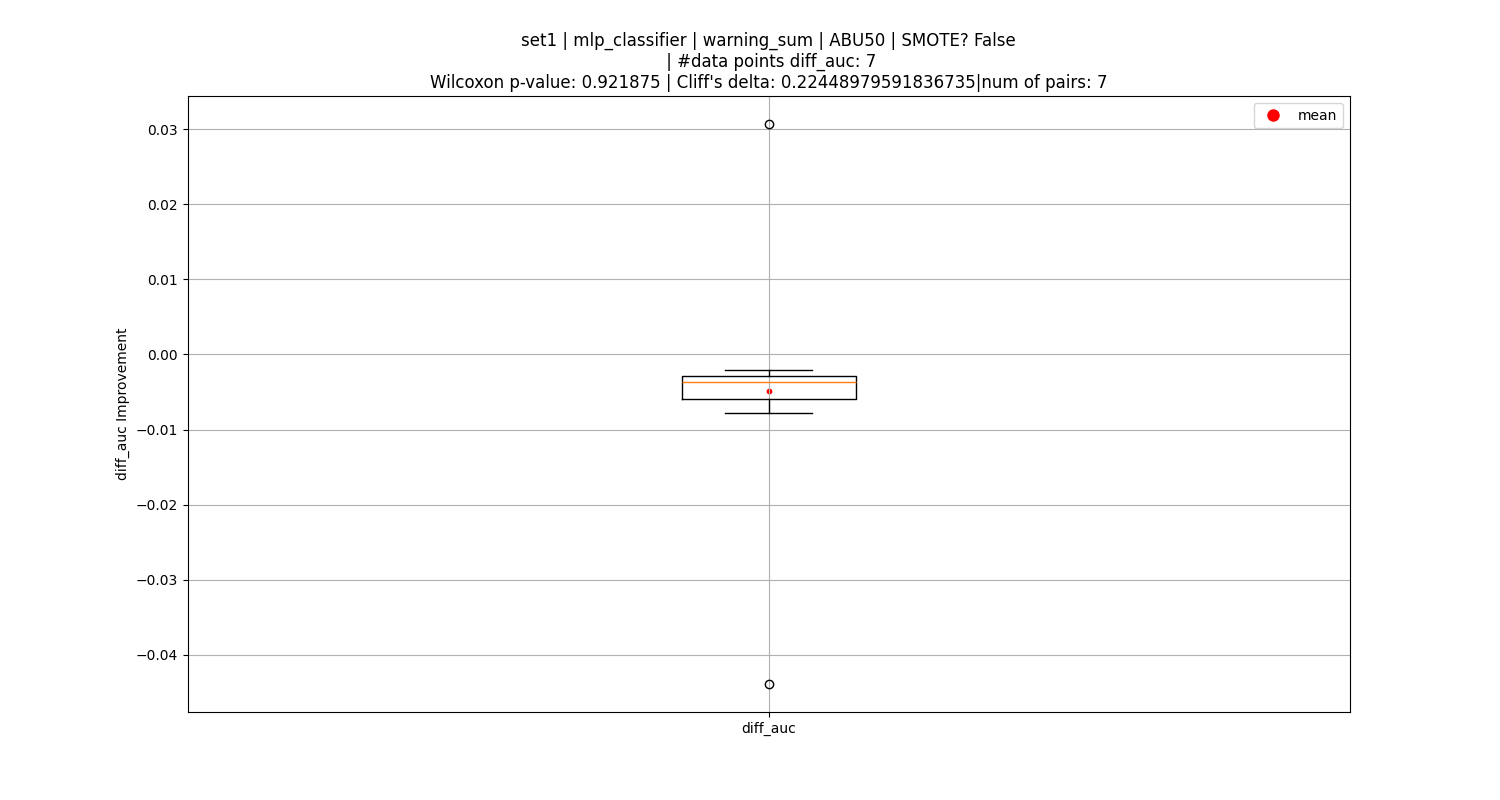 set1 | mlp_classifier | warning_sum | ABU50 | SMOTE? False
| #data points diff_auc: 7
Wilcoxon p-value: 0.921875 | Cliff's delta: 0.22448979591836735|num of pairs: 7
mean
0.03
0.02
0.01
0.00
−0.01
−0.02
−0.03
−0.04
diff_auc Improvement
diff_auc